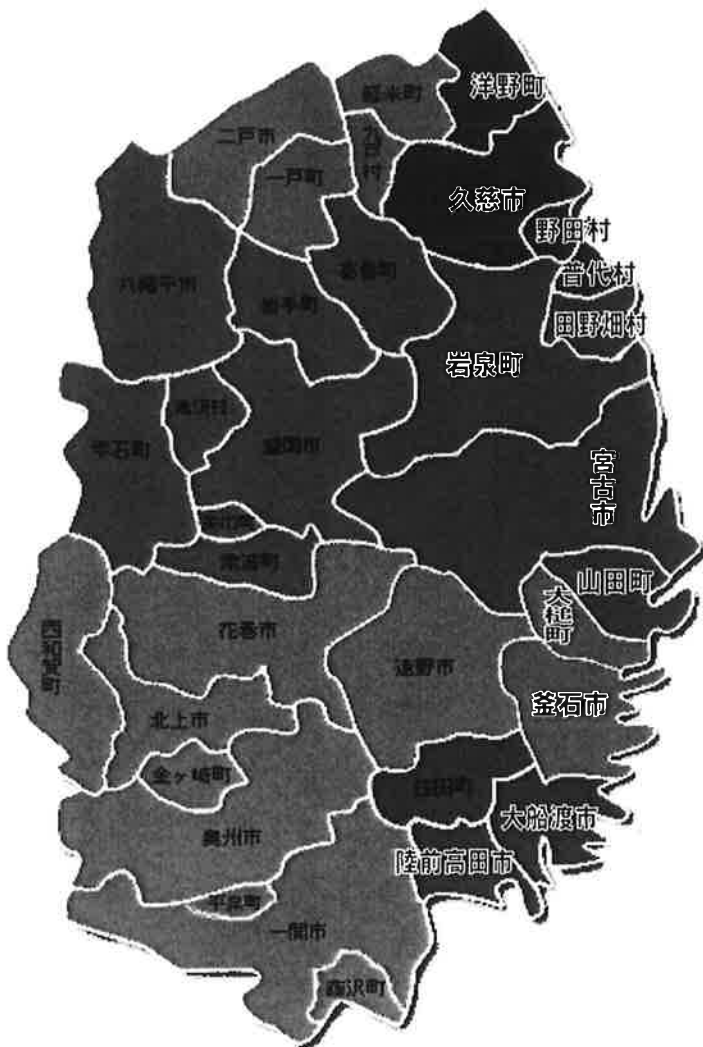 洋野町
軽米町
二戸市
九戸村
一戸町
久慈市
野田村
普代村
葛巻町
八幡平市
岩手町
田野畑村
岩泉町
滝沢村
雫石町
盛岡市
宮古市
矢巾町
紫波町
山田町
大槌町
花巻市
西和賀町
遠野市
釜石市
北上市
金ヶ崎町
住田町
大船渡市
奥州市
陸前高田市
平泉町
一関市
藤沢町